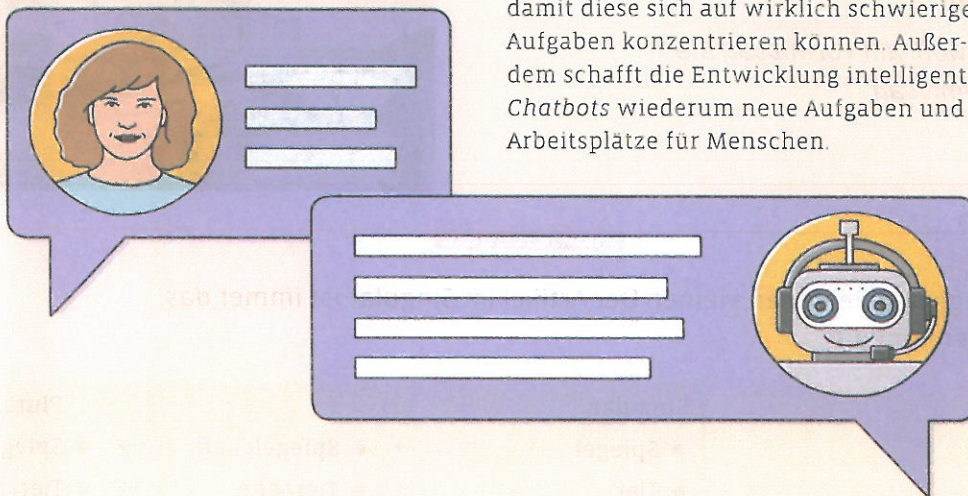 damit diese sich auf wirklich schwierige
Aufgaben konzentrieren können. Außer-
dem schafft die Entwicklung intelligent
Chatbots wiederum neue Aufgaben und
Arbeitsplätze für Menschen.